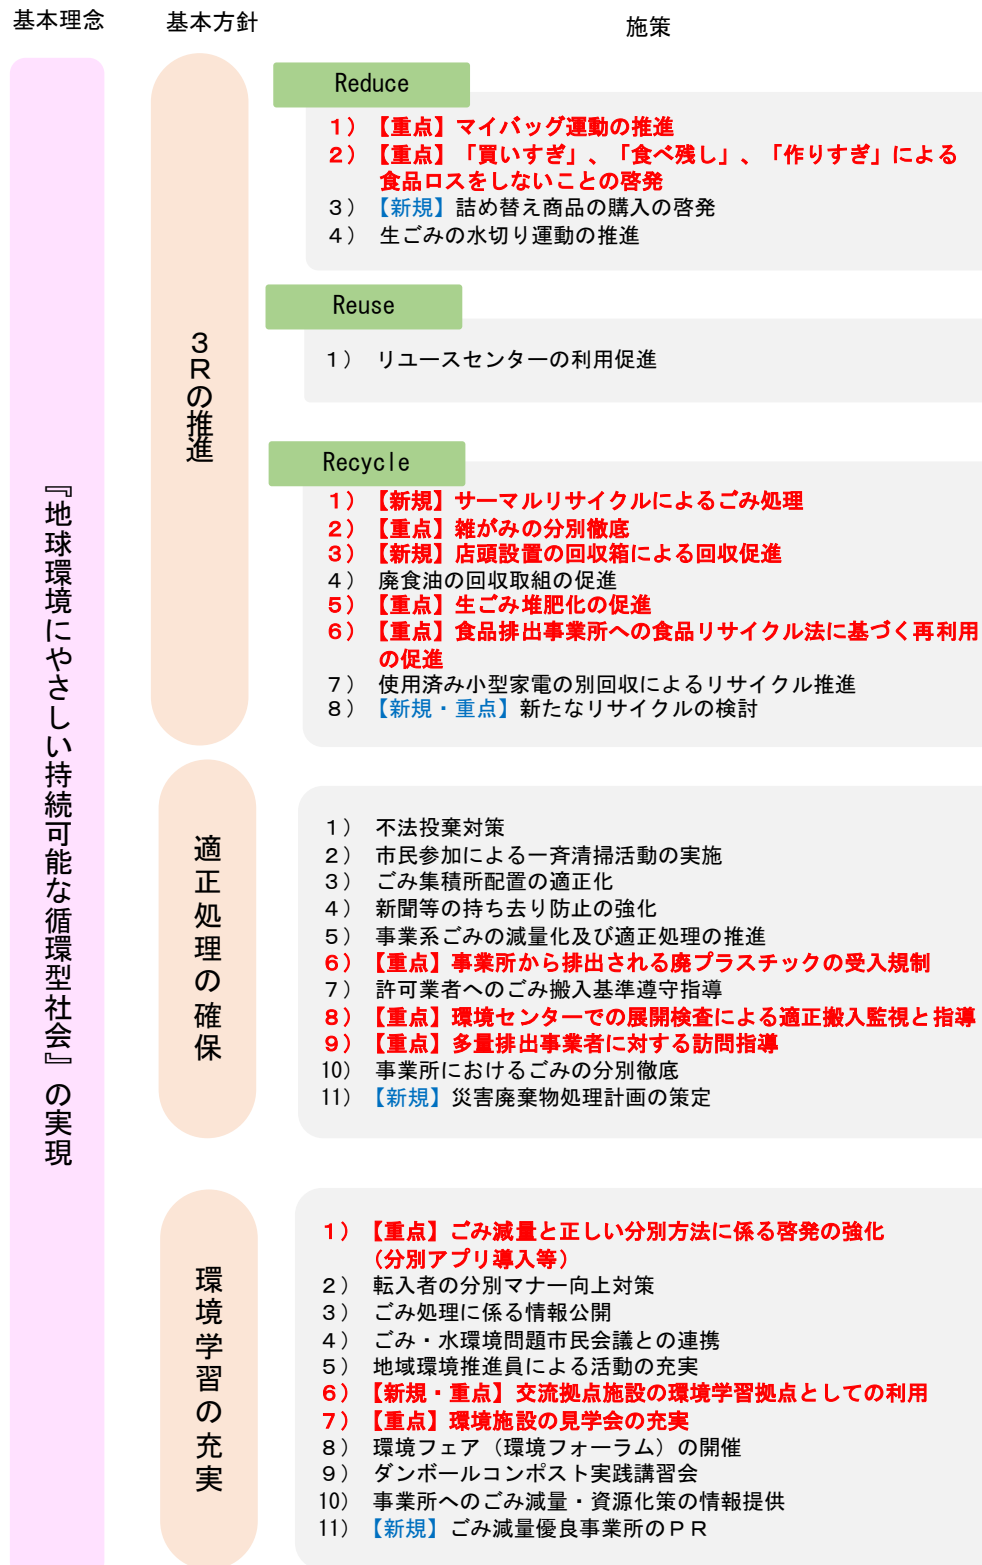 基本理念
基本方針
施策
『地球環境にやさしい持続可能な循環型社会』の実現
3Rの推進
Reduce
1）【重点】マイバッグ運動の推進
2）【重点】「買いすぎ」、「食べ残し」、「作りすぎ」による
食品ロスをしないことの啓発
3）【新規】詰め替え商品の購入の啓発
4） 生ごみの水切り運動の推進
Reuse
1） リユースセンターの利用促進
Recycle
1）【新規】サーマルリサイクルによるごみ処理
2）【重点】雑がみの分別徹底
3）【新規】店頭設置の回収箱による回収促進
4） 廃食油の回収取組の促進
5）【重点】生ごみ堆肥化の促進
6）【重点】食品排出事業所への食品リサイクル法に基づく再利用
の促進
7） 使用済み小型家電の別回収によるリサイクル推進
8）【新規・重点】新たなリサイクルの検討
適正処理の確保
1） 不法投棄対策
2） 市民参加による一斉清掃活動の実施
3） ごみ集積所配置の適正化
4） 新聞等の持ち去り防止の強化
5） 事業系ごみの減量化及び適正処理の推進
6）【重点】事業所から排出される廃プラスチックの受入規制
7） 許可業者へのごみ搬入基準遵守指導
8）【重点】環境センターでの展開検査による適正搬入監視と指導
9）【重点】多量排出事業者に対する訪問指導
10） 事業所におけるごみの分別徹底
11）【新規】災害廃棄物処理計画の策定
環境学習の充実
1）【重点】ごみ減量と正しい分別方法に係る啓発の強化
（分別アプリ導入等）
2） 転入者の分別マナー向上対策
3） ごみ処理に係る情報公開
4） ごみ・水環境問題市民会議との連携
5） 地域環境推進員による活動の充実
6）【新規・重点】交流拠点施設の環境学習拠点としての利用
7）【重点】環境施設の見学会の充実
8） 環境フェア（環境フォーラム）の開催
9） ダンボールコンポスト実践講習会
10） 事業所へのごみ減量・資源化策の情報提供
11）【新規】ごみ減量優良事業所のPR